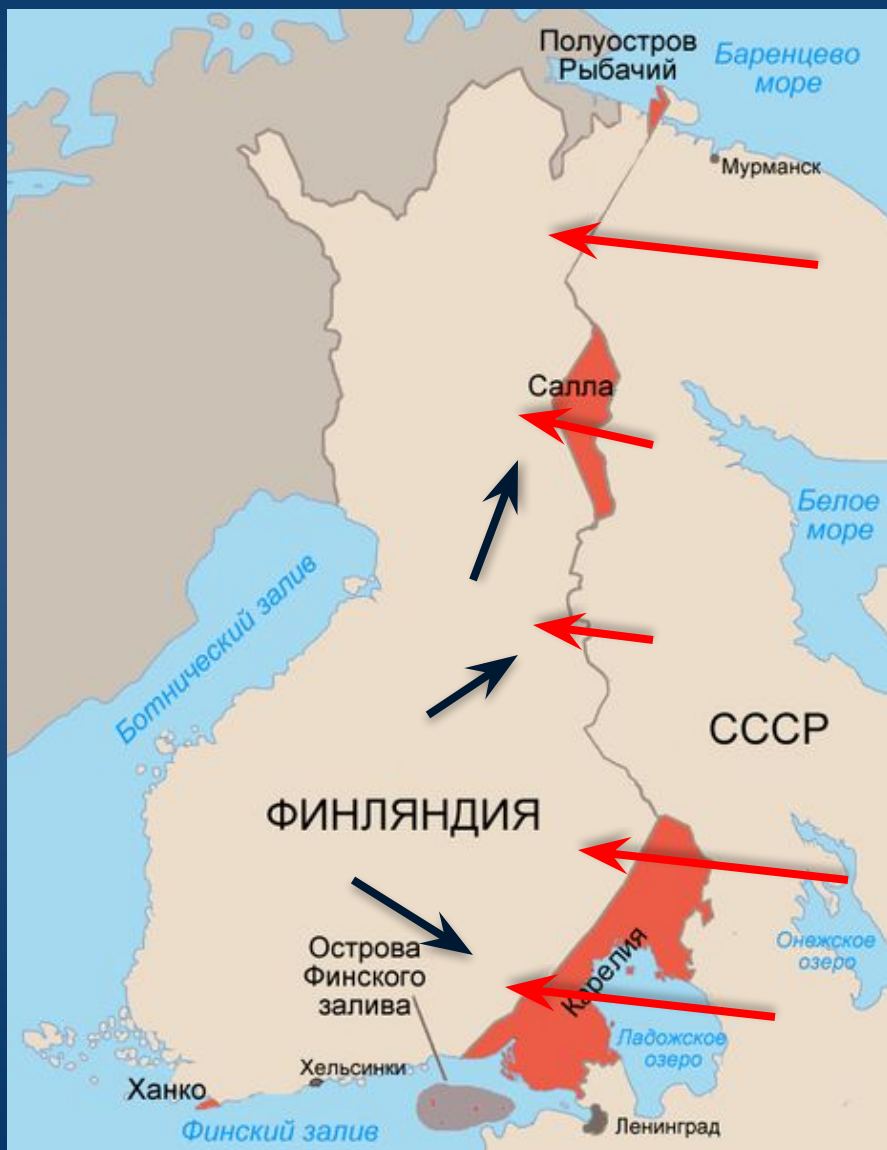 Полуостров
Рыбачий
Баренцево
море
Мурманск
Салла
Белое
море
Ботнический залив
СССР
ФИНЛЯНДИЯ
Острова
Финского
залива
Карелия
Онежское
озеро
Ладожское
озеро
Хельсинки
Ханко
Финский залив
Ленинград